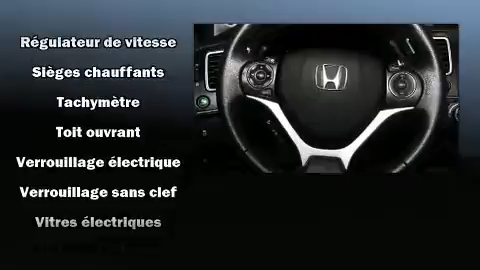 Régulateur de vitesse
Sièges chauffants
Tachymètre
Toit ouvrant
Verrouillage électrique
Verrouillage sans clef
Vitres électriques